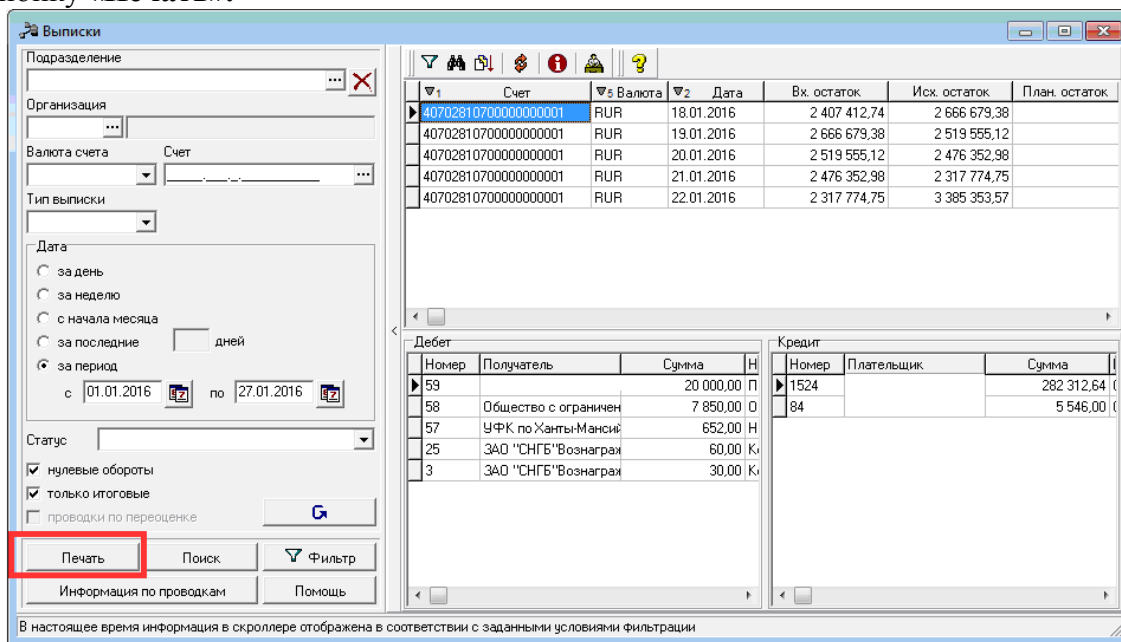 Выписки
Подразделение
Организация
Валюта счета Счет
Тип выписки
Дата
за день
за неделю
с начала месяца
за последние дней
за период
с 01.01.2016 по 27.01.2016
Статус
нулевые обороты
только итоговые
проводки по переоценке
Печать Поиск Фильтр
Информация по проводкам Помощь
1 Счет 5 Валюта 2 Дата Вх. остаток Исх. остаток План. остаток
40702810700000000001 RUR 18.01.2016 2 407 412,74 2 666 679,38
40702810700000000001 RUR 19.01.2016 2 666 679,38 2 519 555,12
40702810700000000001 RUR 20.01.2016 2 519 555,12 2 476 352,98
40702810700000000001 RUR 21.01.2016 2 476 352,98 2 317 774,75
40702810700000000001 RUR 22.01.2016 2 317 774,75 3 385 353,57
Дебет
Номер Получатель Сумма Н
59 20 000,00 П
58 Общество с ограничен 7 850,00 О
57 УФК по Ханты-Мансий 652,00 Н
25 ЗАО "СНГБ"Вознаграж 60,00 К
3 ЗАО "СНГБ"Вознаграж 30,00 К
Кредит
Номер Плательщик Сумма
1524 282 312,64
84 5 546,00
В настоящее время информация в скроллере отображена в соответствии с заданными условиями фильтрации